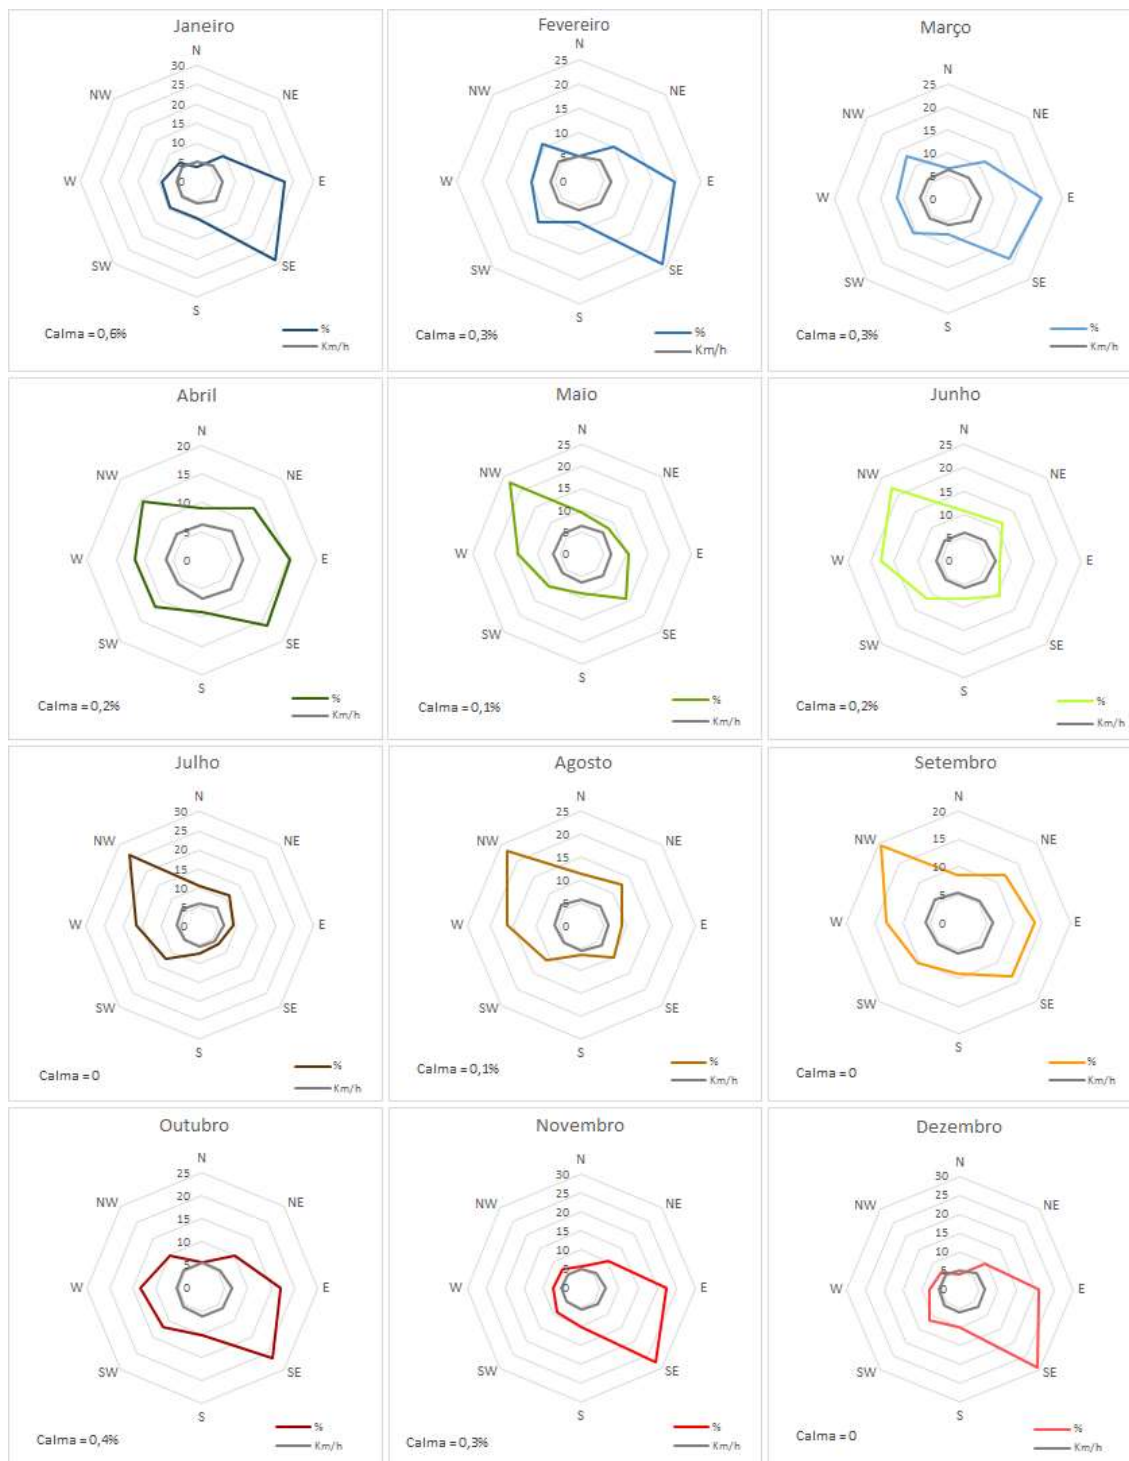 Janeiro
N
NE
E
SE
S
SW
W
NW
30
25
20
15
10
5
0
Calma = 0,6%
%
Km/h
Fevereiro
N
NE
E
SE
S
SW
W
NW
25
20
15
10
5
0
Calma = 0,3%
%
Km/h
Março
N
NE
E
SE
S
SW
W
NW
25
20
15
10
5
0
Calma = 0,3%
%
Km/h
Abril
N
NE
E
SE
S
SW
W
NW
20
15
10
5
0
Calma = 0,2%
%
Km/h
Maio
N
NE
E
SE
S
SW
W
NW
25
20
15
10
5
0
Calma = 0,1%
%
Km/h
Junho
N
NE
E
SE
S
SW
W
NW
25
20
15
10
5
0
Calma = 0,2%
%
Km/h
Julho
N
NE
E
SE
S
SW
W
NW
30
25
20
15
10
5
0
Calma = 0
%
Km/h
Agosto
N
NE
E
SE
S
SW
W
NW
25
20
15
10
5
0
Calma = 0,1%
%
Km/h
Setembro
N
NE
E
SE
S
SW
W
NW
20
15
10
5
0
Calma = 0
%
Km/h
Outubro
N
NE
E
SE
S
SW
W
NW
25
20
15
10
5
0
Calma = 0,4%
%
Km/h
Novembro
N
NE
E
SE
S
SW
W
NW
30
25
20
15
10
5
0
Calma = 0,3%
%
Km/h
Dezembro
N
NE
E
SE
S
SW
W
NW
30
25
20
15
10
5
0
Calma = 0
%
Km/h